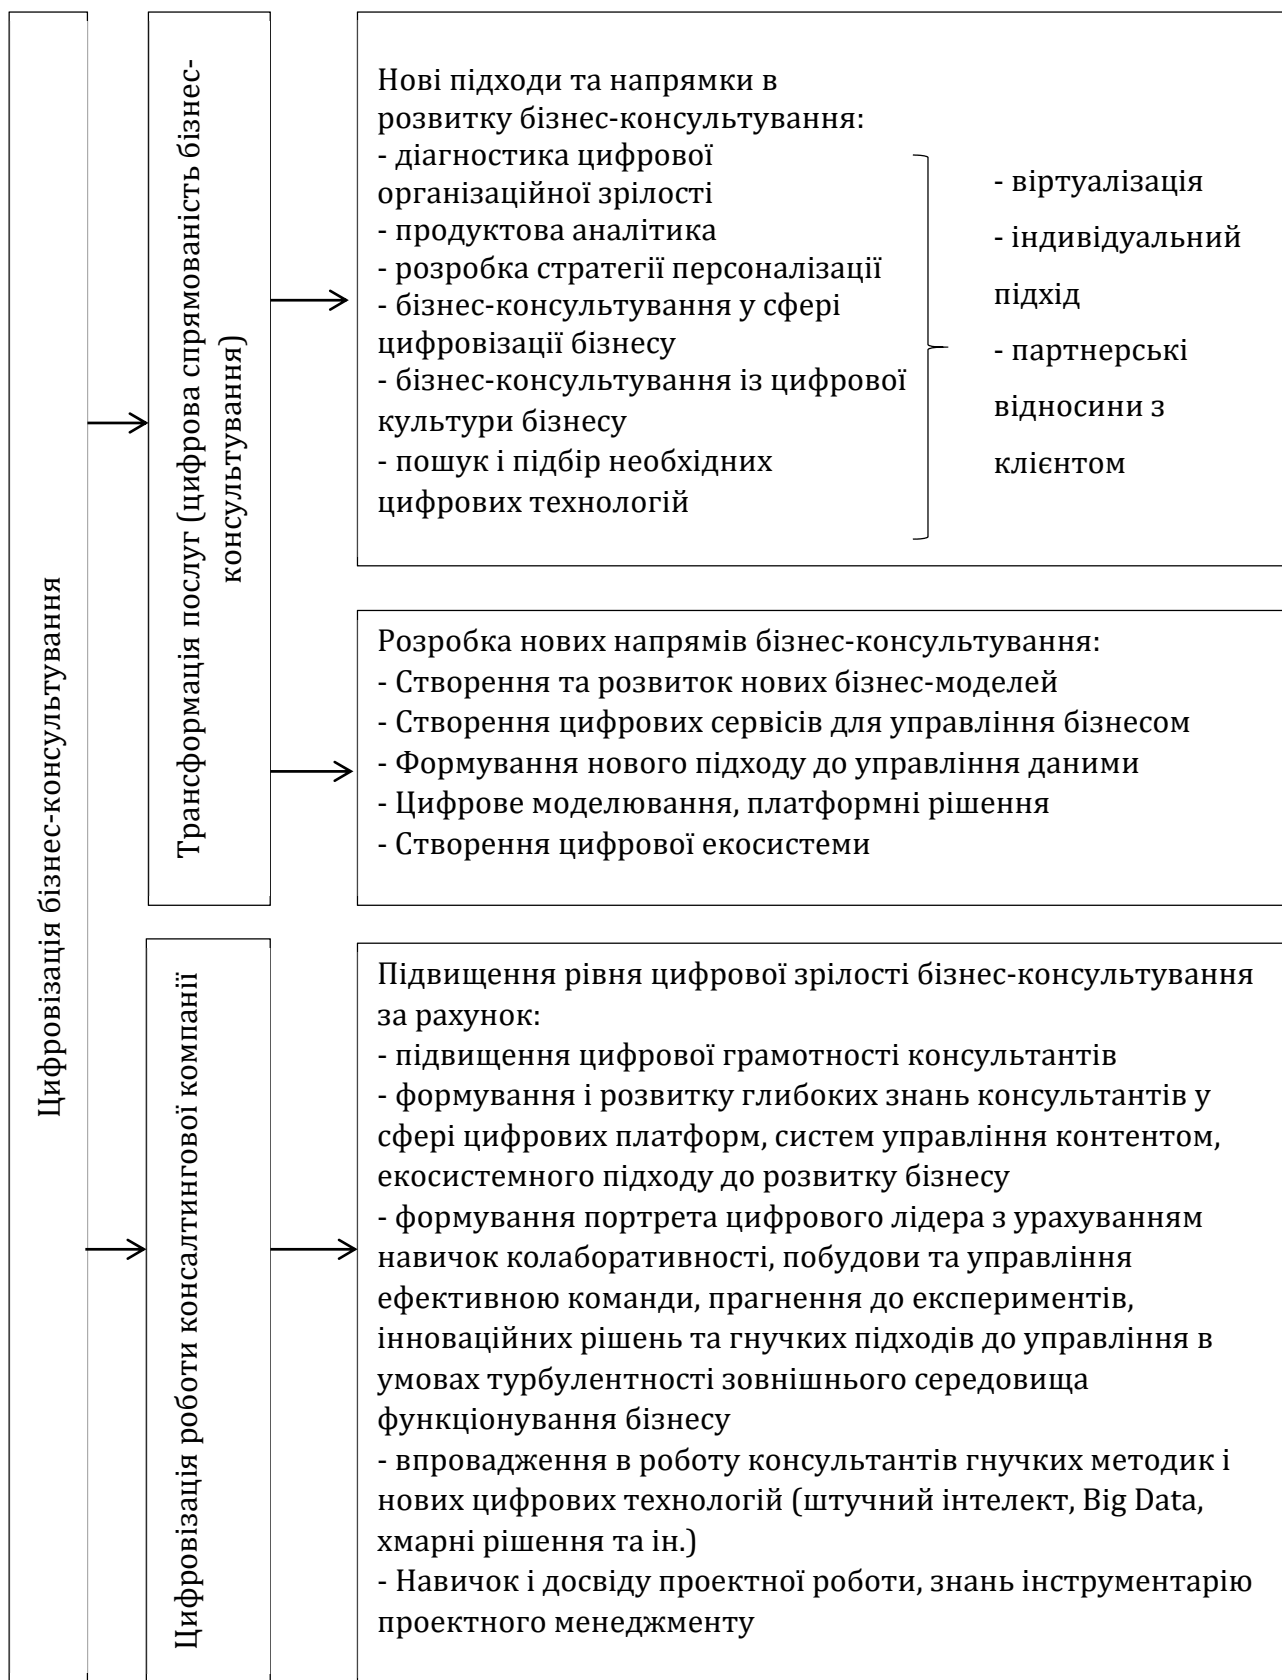 Цифровізація бізнес-консультування
Трансформація послуг (цифрова спрямованість бізнес-
консультування)
Нові підходи та напрямки в
розвитку бізнес-консультування:
- діагностика цифрової
організаційної зрілості
- продуктова аналітика
- розробка стратегії персоналізації
- бізнес-консультування у сфері
цифровізації бізнесу
- бізнес-консультування із цифрової
культури бізнесу
- пошук і підбір необхідних
цифрових технологій
- віртуалізація
- індивідуальний
підхід
- партнерські
відносини з
клієнтом
Розробка нових напрямів бізнес-консультування:
- Створення та розвиток нових бізнес-моделей
- Створення цифрових сервісів для управління бізнесом
- Формування нового підходу до управління даними
- Цифрове моделювання, платформні рішення
- Створення цифрової екосистеми
Цифровізація роботи консалтингової компанії
Підвищення рівня цифрової зрілості бізнес-консультування
за рахунок:
- підвищення цифрової грамотності консультантів
- формування і розвитку глибоких знань консультантів у
сфері цифрових платформ, систем управління контентом,
екосистемного підходу до розвитку бізнесу
- формування портрета цифрового лідера з урахуванням
навичок колаборативності, побудови та управління
ефективною команди, прагнення до експериментів,
інноваційних рішень та гнучких підходів до управління в
умовах турбулентності зовнішнього середовища
функціонування бізнесу
- впровадження в роботу консультантів гнучких методик і
нових цифрових технологій (штучний інтелект, Big Data,
хмарні рішення та ін.)
- Навичок і досвіду проектної роботи, знань інструментарію
проектного менеджменту